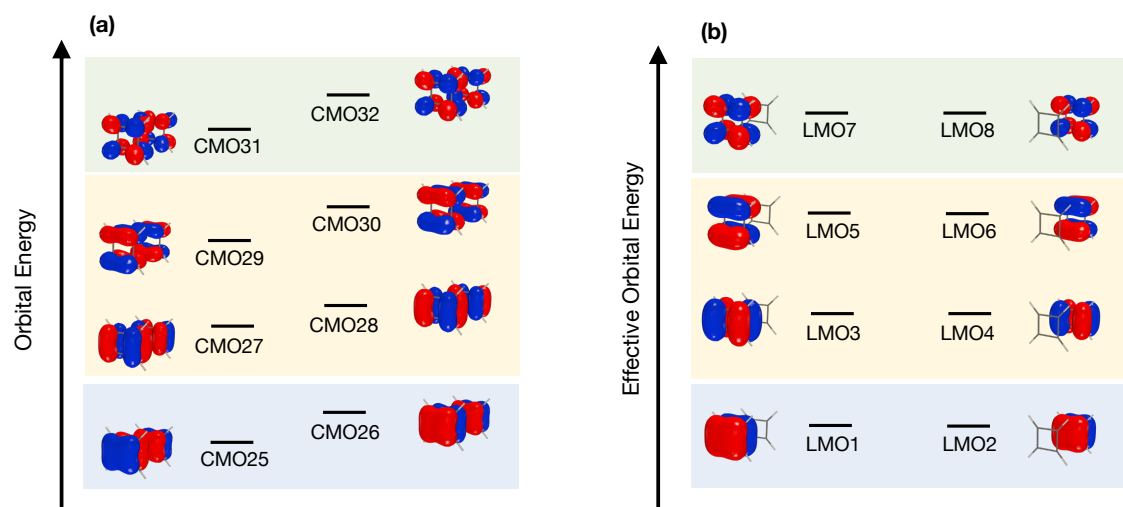 (a)
Orbital Energy
CMO32
CMO31
CMO30
CMO29
CMO28
CMO27
CMO26
CMO25
(b)
Effective Orbital Energy
LMO7
LMO8
LMO5
LMO6
LMO3
LMO4
LMO1
LMO2